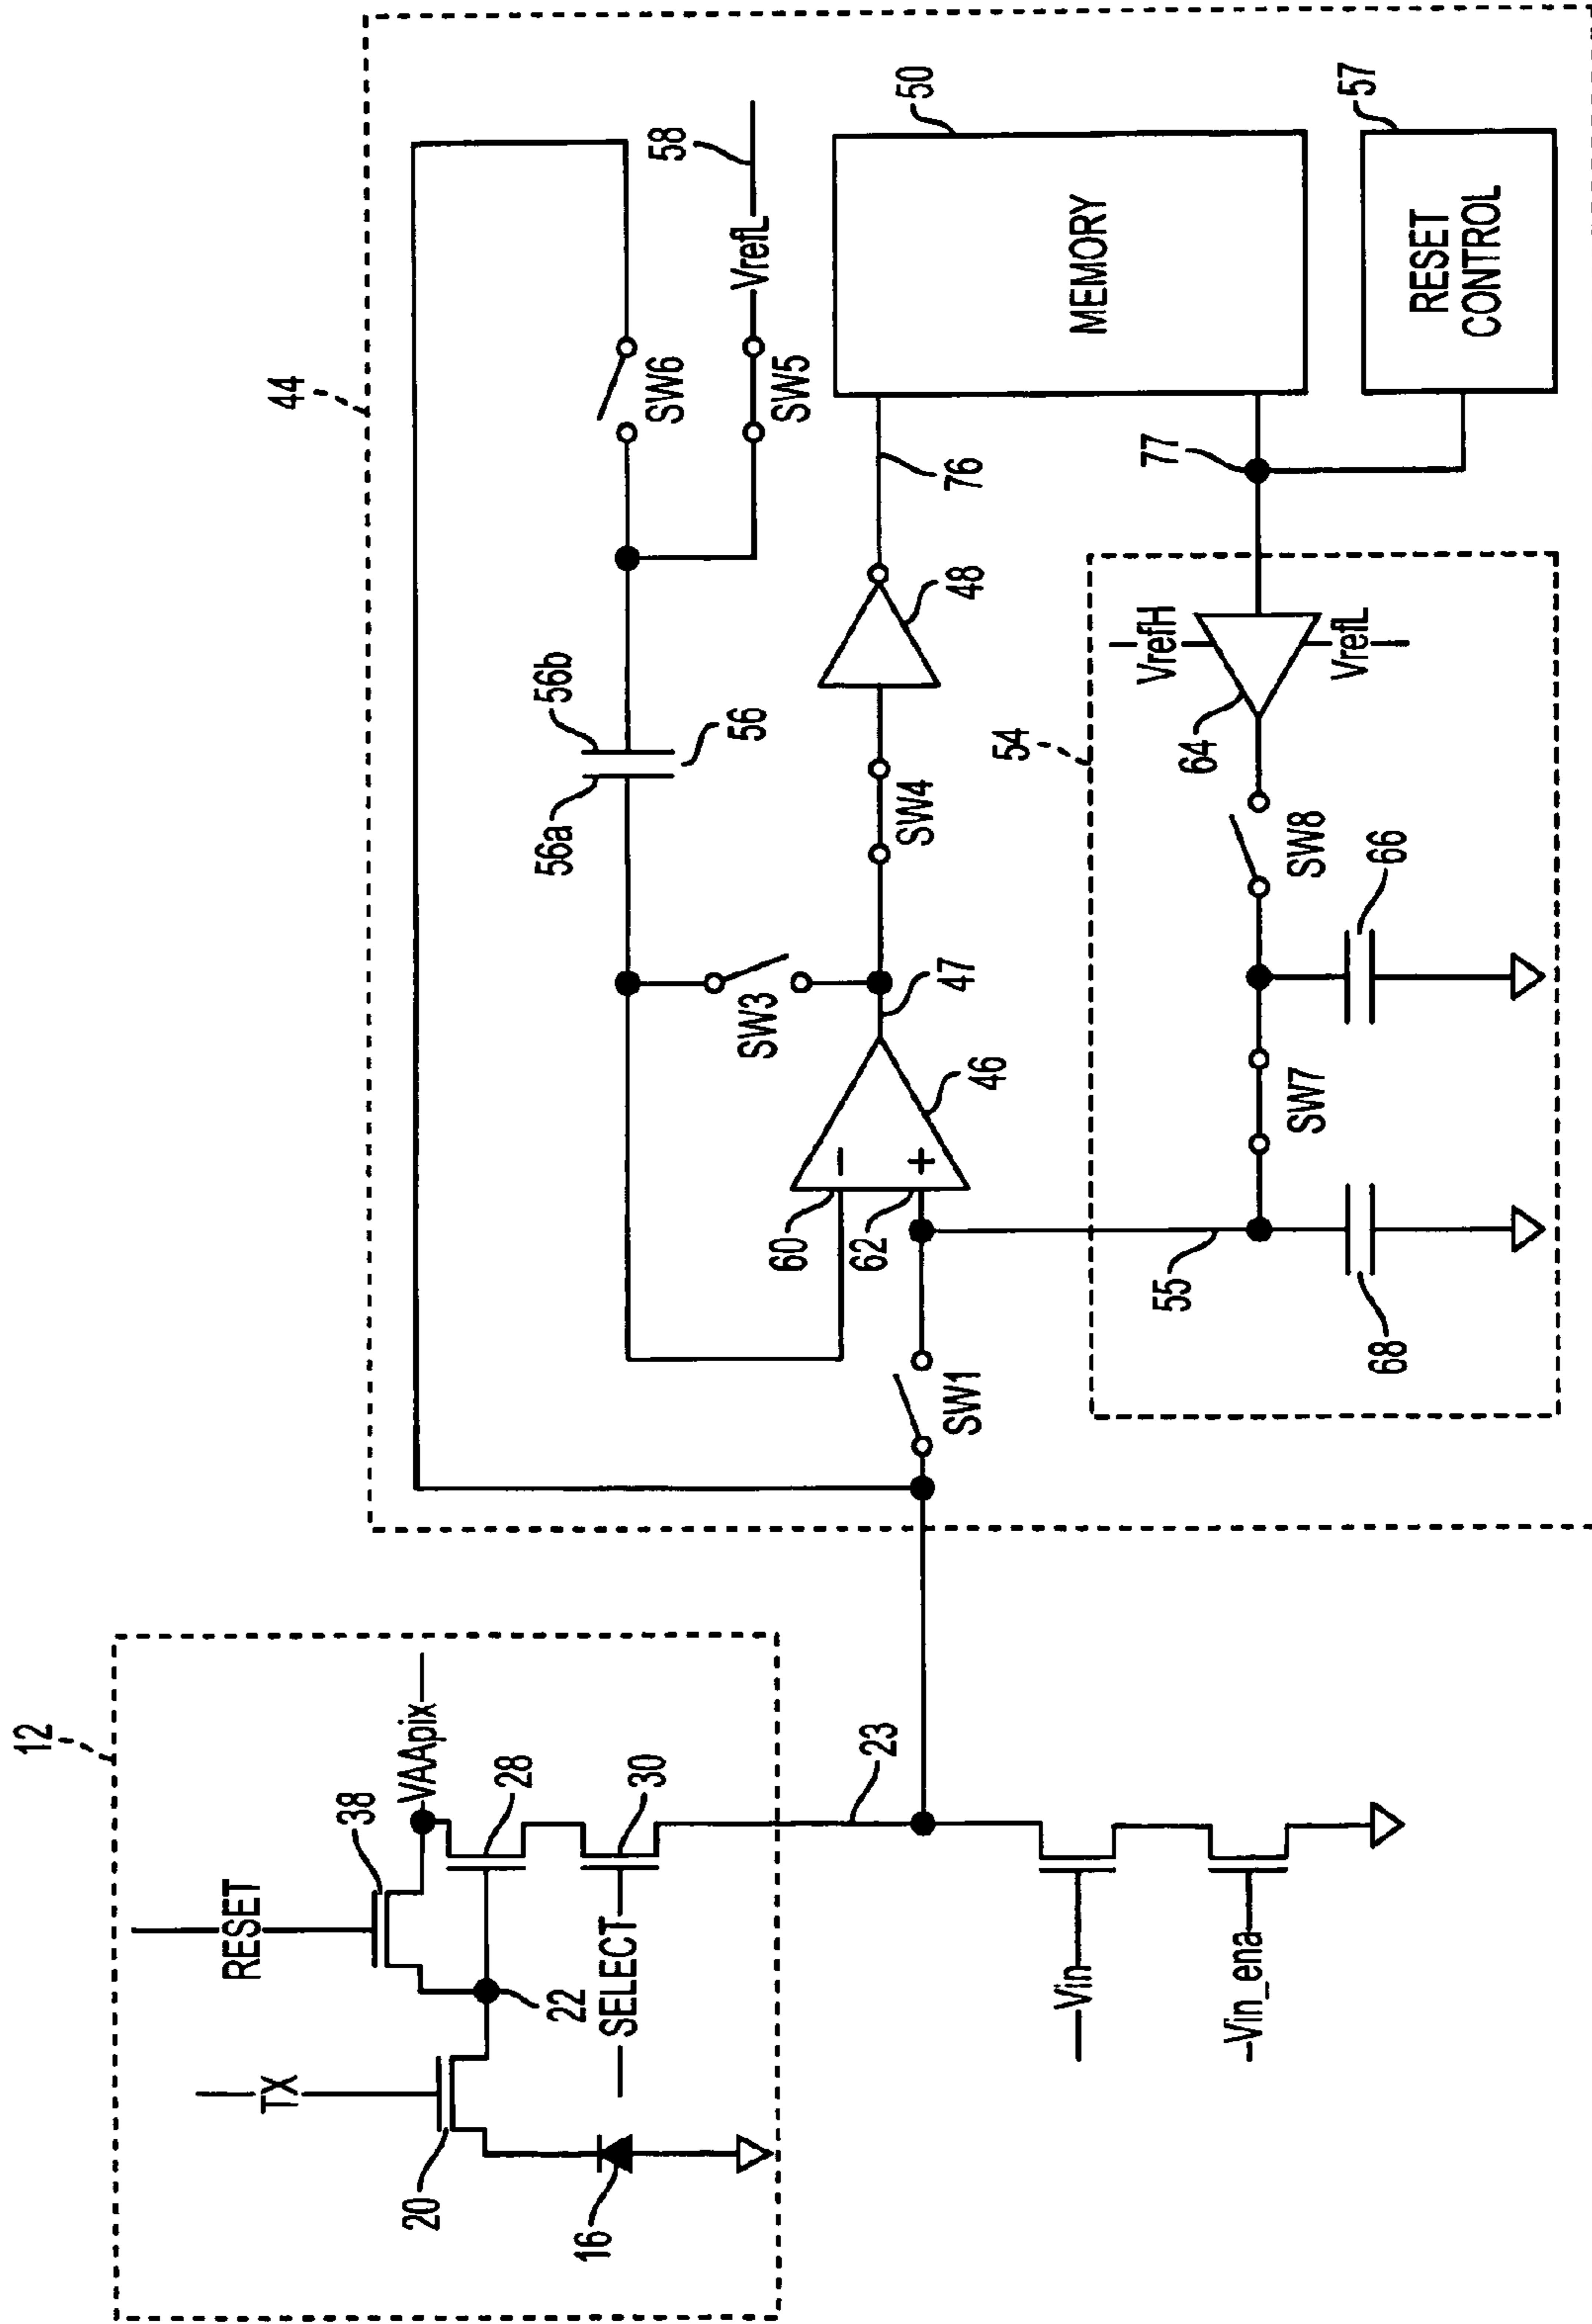 12
RESET
38
VAApix
TX
20
22
28
16
SELECT
30
23
Vin
Vin_ena
44
58
56a
56b
56
SW6
VrefL
SW5
SW3
60
62
46
47
SW4
48
76
MEMORY
50
SW1
55
54
77
VrefH
VrefL
64
SW8
SW7
66
68
RESET
CONTROL
57